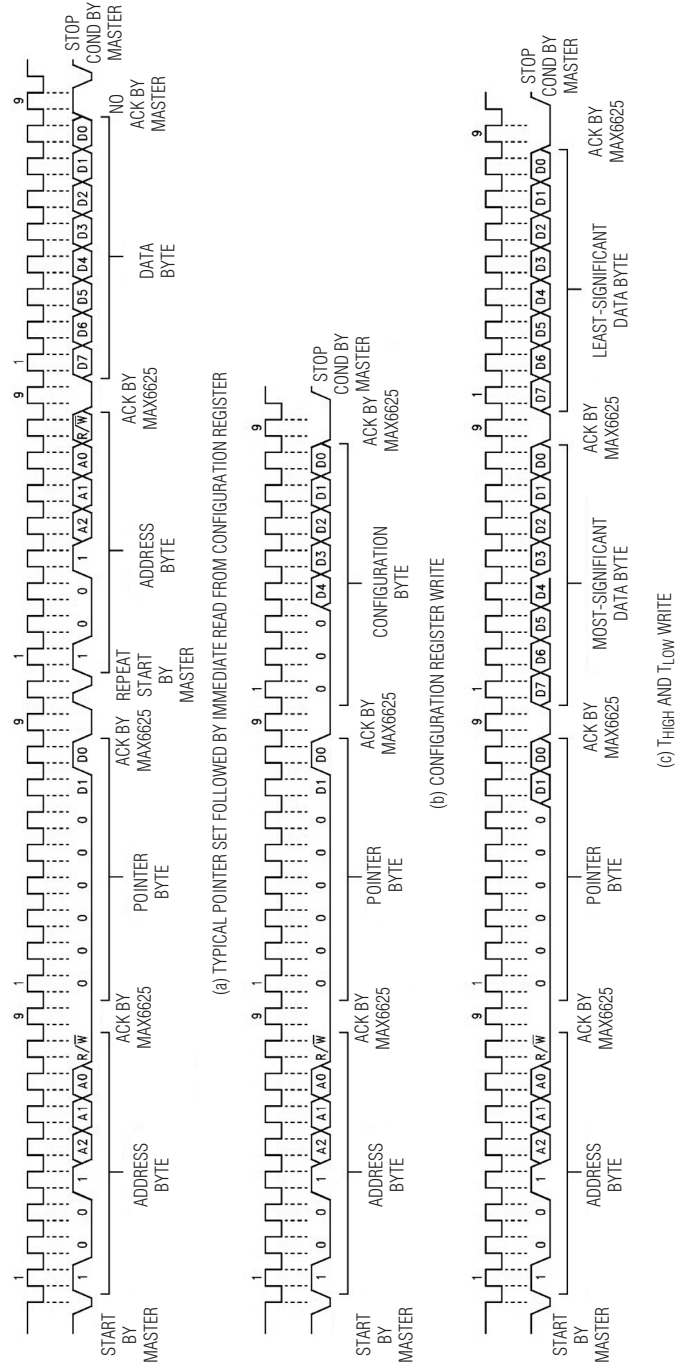 1 9 1 9 1 9 1 9
1 0 0 1 A2 A1 A0 R/W̅ 0 0 0 0 0 0 D1 D0 1 0 0 1 A2 A1 A0 R/W̅ D7 D6 D5 D4 D3 D2 D1 D0
START
BY
MASTER
ADDRESS
BYTE
ACK BY
MAX6625
POINTER
BYTE
ACK BY
MAX6625
REPEAT
START
BY
MASTER
ADDRESS
BYTE
ACK BY
MAX6625
DATA
BYTE
NO
ACK BY
MASTER
STOP
COND BY
MASTER
(a) TYPICAL POINTER SET FOLLOWED BY IMMEDIATE READ FROM CONFIGURATION REGISTER
1 9 1 9 1 9
1 0 0 1 A2 A1 A0 R/W̅ 0 0 0 0 0 0 D1 D0 0 0 0 D4 D3 D2 D1 D0
START
BY
MASTER
ADDRESS
BYTE
ACK BY
MAX6625
POINTER
BYTE
ACK BY
MAX6625
CONFIGURATION
BYTE
ACK BY
MAX6625
STOP
COND BY
MASTER
(b) CONFIGURATION REGISTER WRITE
1 9 1 9 1 9 1 9
1 0 0 1 A2 A1 A0 R/W̅ 0 0 0 0 0 0 D1 D0 D7 D6 D5 D4 D3 D2 D1 D0 D7 D6 D5 D4 D3 D2 D1 D0
START
BY
MASTER
ADDRESS
BYTE
ACK BY
MAX6625
POINTER
BYTE
ACK BY
MAX6625
MOST-SIGNIFICANT
DATA BYTE
ACK BY
MAX6625
LEAST-SIGNIFICANT
DATA BYTE
ACK BY
MAX6625
STOP
COND BY
MASTER
(c) THIGH AND TLOW WRITE